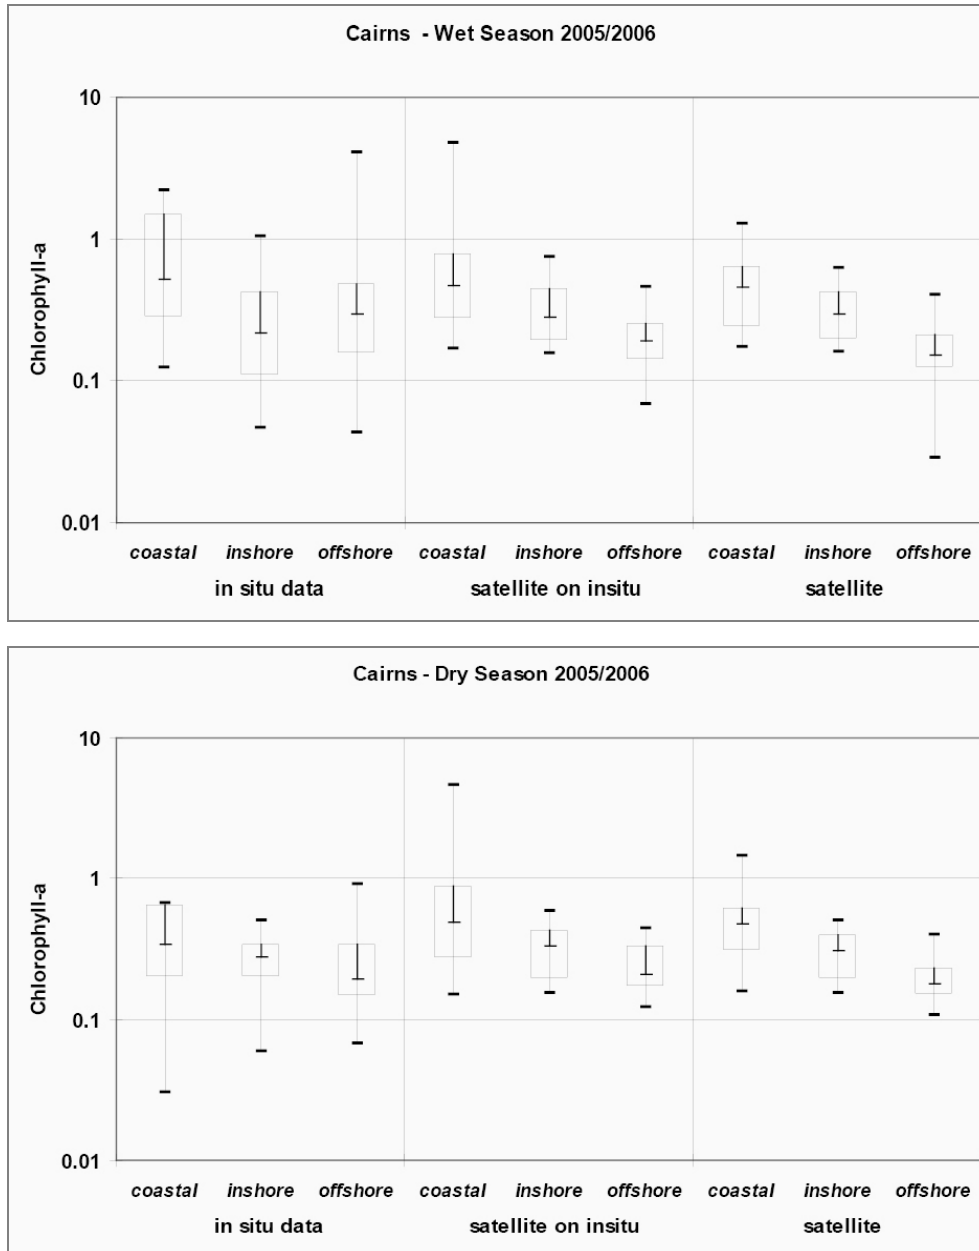 Cairns - Wet Season 2005/2006
10
1
0.1
0.01
Chlorophyll-a
coastal inshore offshore coastal inshore offshore coastal inshore offshore
in situ data satellite on insitu satellite
Cairns - Dry Season 2005/2006
10
1
0.1
0.01
Chlorophyll-a
coastal inshore offshore coastal inshore offshore coastal inshore offshore
in situ data satellite on insitu satellite